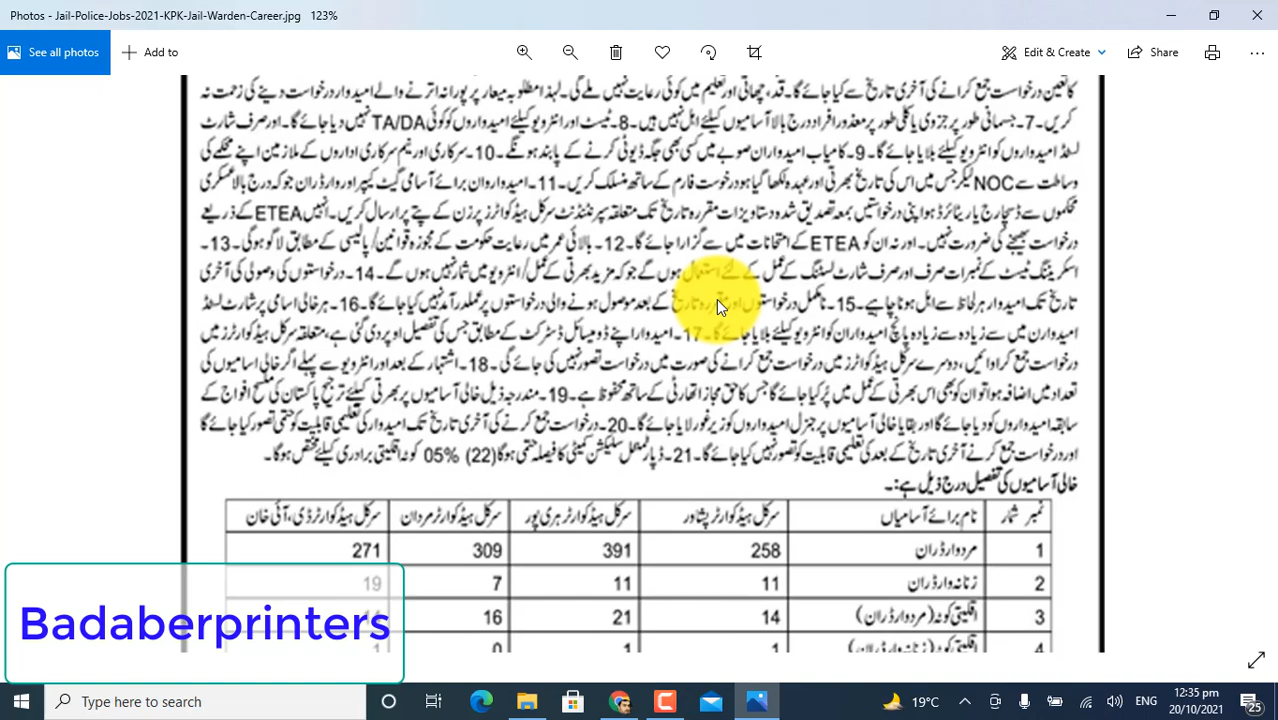 Photos - Jail-Police-Jobs-2021-KPK-Jail-Warden-Career.jpg 123%
See all photos
Add to
Edit & Create
Share
کا تعین درخواست جمع کرانے کی آخری تاریخ سے کیا جائے گا۔ قد، چھاتی اور تعلیم میں کوئی رعایت نہیں ملے گی۔ لہذا مطلوبہ معیار پر پورا نہ اترنے والے امیدوار درخواست دینے کی زحمت نہ
کریں۔ 7۔ جسمانی طور پر جزوی یا کلی طور پر معذور افراد درج بالا آسامیوں کیلئے اہل نہیں ہیں۔ 8۔ ٹیسٹ اور انٹرویو کیلئے امیدواروں کو کوئی TA/DA نہیں دیا جائے گا۔ اور صرف شارٹ
لسٹڈ امیدواروں کو انٹرویو کیلئے بلایا جائے گا۔ 9۔ کامیاب امیدواران صوبے میں کسی بھی جگہ ڈیوٹی کرنے کے پابند ہونگے۔ 10۔ سرکاری اور نیم سرکاری اداروں کے ملازمین اپنے محکمے کی
وساطت سے NOC لیکر جس میں اس کی تاریخ بھرتی اور عہدہ لکھا گیا ہو درخوست فارم کے ساتھ منسلک کریں۔ 11۔ امیدواروان برائے آسامی گیٹ کیپر اور وارڈران جو کہ درج بالا عسکری
محکموں سے ڈسچارج یا ریٹائرڈ ہو اپنی درخواستیں بمعہ تصدیق شدہ دستاویزات مقررہ تاریخ تک متعلقہ سپرنٹنڈنٹ سرکل ہیڈ کوارٹرز پرزن کے پتے پر ارسال کریں۔ انہیں ETEA کے ذریعے
درخواست بھیجنے کی ضرورت نہیں۔ اور نہ ان کو ETEA کے امتحانات میں سے گزارا جائے گا۔ 12۔ بالائی عمر میں رعایت حکومت کے مجوزہ قوانین/ پالیسی کے مطابق لاگو ہوگی۔ 13۔
اسکریننگ ٹیسٹ کے نمبرات صرف اور صرف شارٹ لسٹنگ کے عمل کے لئے استعمال ہوں گے جو کہ مزید بھرتی کے عمل/ انٹرویو میں شمار نہیں ہوں گے۔ 14۔ درخواستوں کی وصولی کی آخری
تاریخ تک امیدوار ہر لحاظ سے اہل ہونا چاہیے۔ 15۔ نامکمل درخواستوں اور مقررہ تاریخ کے بعد موصول ہونے والی درخواستوں پر عملدرآمد نہیں کیا جائے گا۔ 16۔ ہر خالی اسامی پر شارٹ لسٹڈ
امیدوارن میں سے زیادہ سے زیادہ پانچ امیدواران کو انٹرویو کیلئے بلایا جائے گا۔ 17۔ امیدوار اپنے ڈومیسائل ڈسٹرکٹ کے مطابق جس کی تفصیل اوپر دی گئی ہے، متعلقہ سرکل ہیڈ کوارٹرز میں
درخواست جمع کروائیں، دوسرے سرکل ہیڈ کوارٹرز میں درخواست جمع کرانے کی صورت میں درخواست تصور نہیں کی جائے گی۔ 18۔ اشتہار کے بعد اور انٹرویو سے پہلے اگر خالی اسامیوں کی
تعداد میں اضافہ ہوا تو ان کو بھی اس بھرتی کے عمل میں پُر کیا جائے گا جس کا حق مجاز اتھارٹی کے ساتھ محفوظ ہے۔ 19۔ مندرجہ ذیل خالی آسامیوں پر بھرتی کیلئے ترجیح پاکستان کی مسلح افواج کے
سابقہ امیدواروں کو دیا جائے گا اور بقایا خالی آسامیوں پر جنرل امیدواروں کو زیر غور لایا جائے گا۔ 20۔ درخواست جمع کرنے کی آخری تاریخ تک امیدوار کی تعلیمی قابلیت کو حتمی تصور کیا جائے گا
اور درخواست جمع کرنے آخری تاریخ کے بعد کی تعلیمی قابلیت کو تصور نہیں کیا جائے گا۔ 21۔ ڈیپارٹمنٹل سلیکشن کمیٹی کا فیصلہ حتمی ہوگا (22) 05% کوٹہ اقلیتی برادری کیلئے مختص ہوگا۔
خالی آسامیوں کی تفصیل درج ذیل ہے:۔
نمبر شمار نام برائے آسامیاں سرکل ہیڈ کوارٹر پشاور سرکل ہیڈ کوارٹر ہری پور سرکل ہیڈ کوارٹر مردان سرکل ہیڈ کوارٹر ڈی، آئی خان
1 مرد وارڈران 258 391 309 271
2 زنانہ وارڈران 11 11 7 19
3 اقلیتی کوٹہ (مرد وارڈران) 14 21 16
4 اقلیتی کوٹہ (زنانہ وارڈران) 1 1 0 1
Badaberprinters
Type here to search
19°C
ENG
12:35 pm
20/10/2021
25